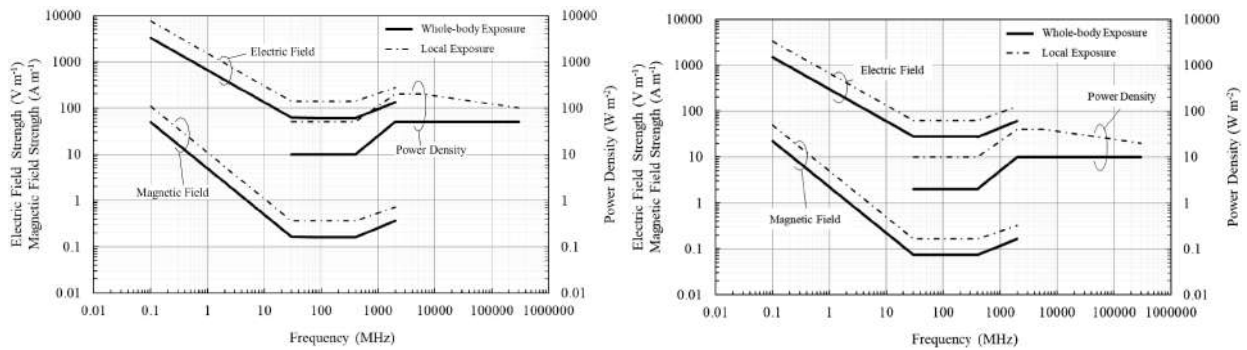 10000
1000
100
10
1
0.1
0.01
Electric Field Strength (V m⁻¹)
Magnetic Field Strength (A m⁻¹)
Whole-body Exposure
Local Exposure
Electric Field
Magnetic Field
Power Density
10000
1000
100
10
1
0.1
0.01
Power Density (W m⁻²)
0.01 0.1 1 10 100 1000 10000 100000 1000000
Frequency (MHz)
10000
1000
100
10
1
0.1
0.01
Electric Field Strength (V m⁻¹)
Magnetic Field Strength (A m⁻¹)
Whole-body Exposure
Local Exposure
Electric Field
Power Density
Magnetic Field
10000
1000
100
10
1
0.1
0.01
Power Density (W m⁻²)
0.01 0.1 1 10 100 1000 10000 100000 1000000
Frequency (MHz)